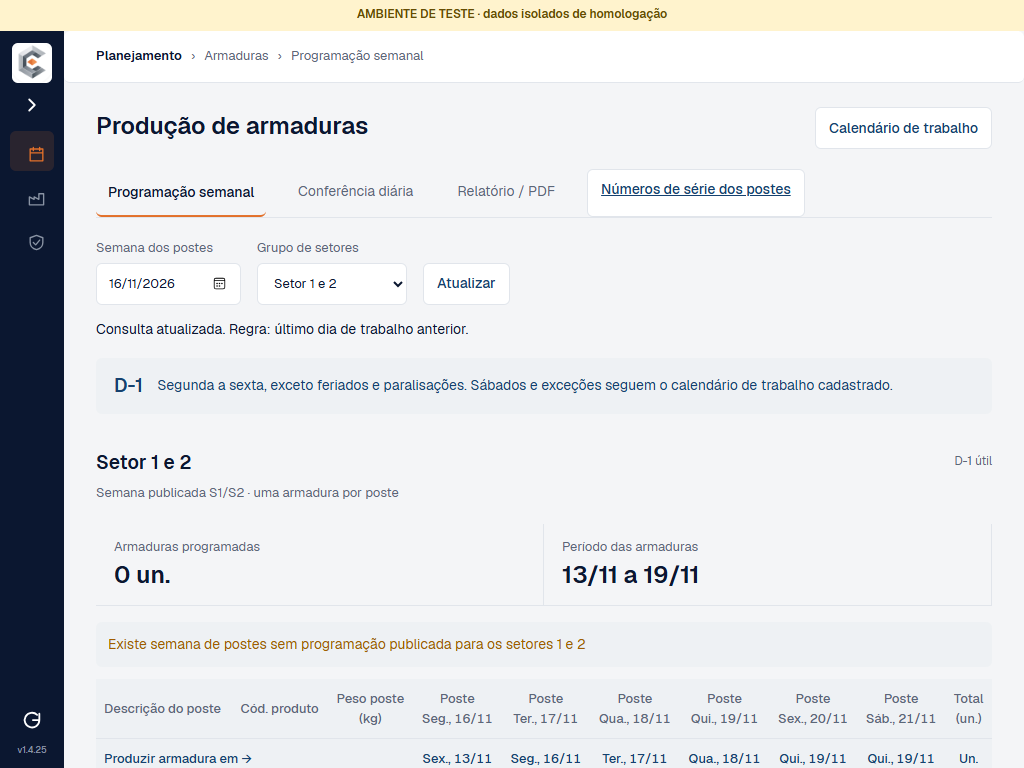 AMBIENTE DE TESTE · dados isolados de homologação
Planejamento › Armaduras › Programação semanal
Produção de armaduras
Calendário de trabalho
Programação semanal
Conferência diária
Relatório / PDF
Números de série dos postes
Semana dos postes
Grupo de setores
16/11/2026
Setor 1 e 2
Atualizar
Consulta atualizada. Regra: último dia de trabalho anterior.
D-1 Segunda a sexta, exceto feriados e paralisações. Sábados e exceções seguem o calendário de trabalho cadastrado.
Setor 1 e 2
D-1 útil
Semana publicada S1/S2 · uma armadura por poste
Armaduras programadas
0 un.
Período das armaduras
13/11 a 19/11
Existe semana de postes sem programação publicada para os setores 1 e 2
Descrição do poste
Cód. produto
Peso poste
(kg)
Poste
Seg., 16/11
Poste
Ter., 17/11
Poste
Qua., 18/11
Poste
Qui., 19/11
Poste
Sex., 20/11
Poste
Sáb., 21/11
Total
(un.)
Produzir armadura em → Sex., 13/11 Seg., 16/11 Ter., 17/11 Qua., 18/11 Qui., 19/11 Qui., 19/11 Un.
v1.4.25